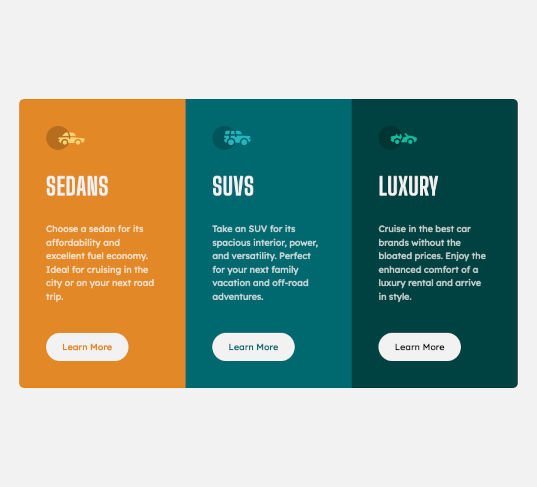 SEDANS
Choose a sedan for its
affordability and
excellent fuel economy.
Ideal for cruising in the
city or on your next road
trip.
Learn More
SUVS
Take an SUV for its
spacious interior, power,
and versatility. Perfect
for your next family
vacation and off-road
adventures.
Learn More
LUXURY
Cruise in the best car
brands without the
bloated prices. Enjoy the
enhanced comfort of a
luxury rental and arrive
in style.
Learn More